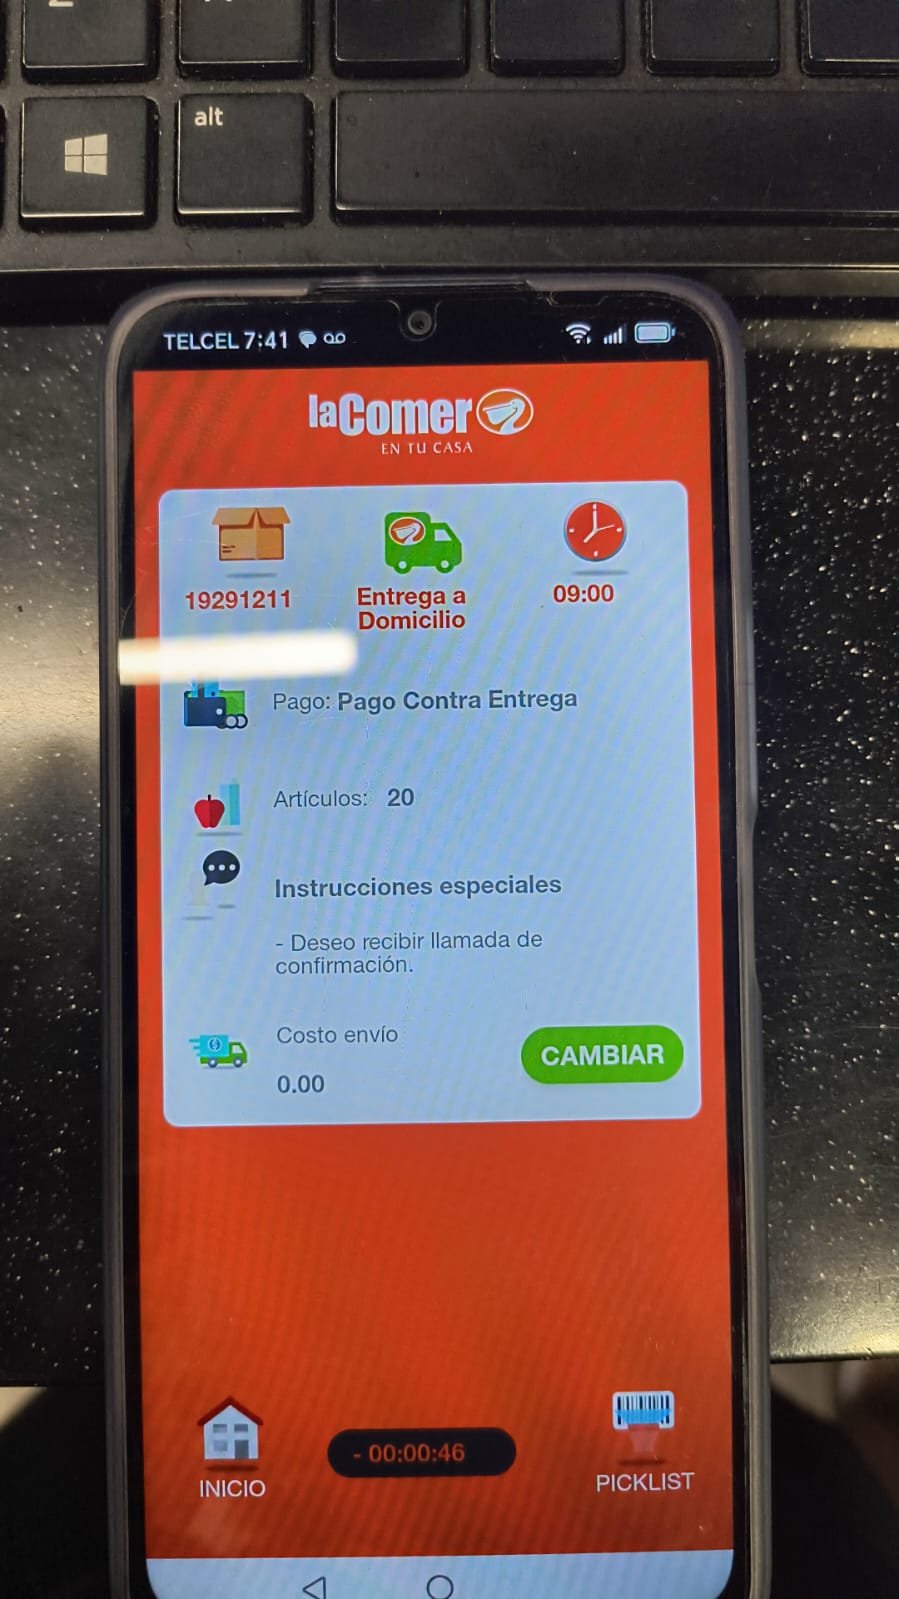 alt
TELCEL 7:41
laComer
EN TU CASA
19291211
Entrega a
Domicilio
09:00
Pago: Pago Contra Entrega
Artículos: 20
Instrucciones especiales
- Deseo recibir llamada de
confirmación.
Costo envío
0.00
CAMBIAR
INICIO
- 00:00:46
PICKLIST